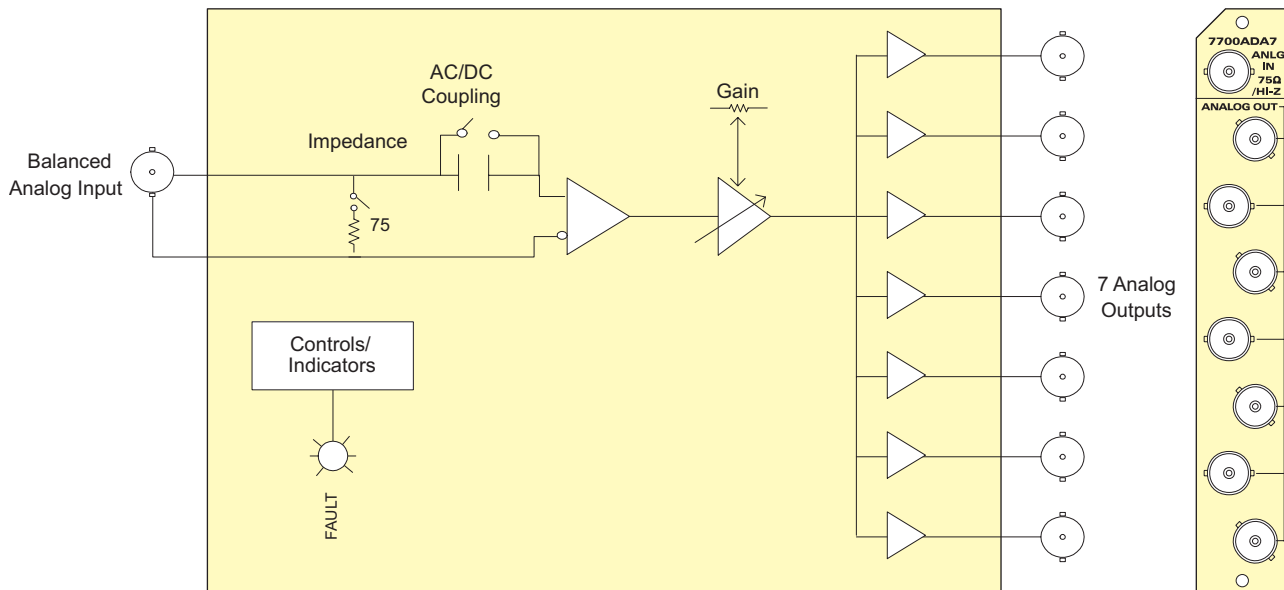 AC/DC
Coupling
Gain
Impedance
Balanced
Analog Input
75
7 Analog
Outputs
Controls/
Indicators
FAULT
7700ADA7
ANLG
IN
75Ω
/HI-Z
ANALOG OUT